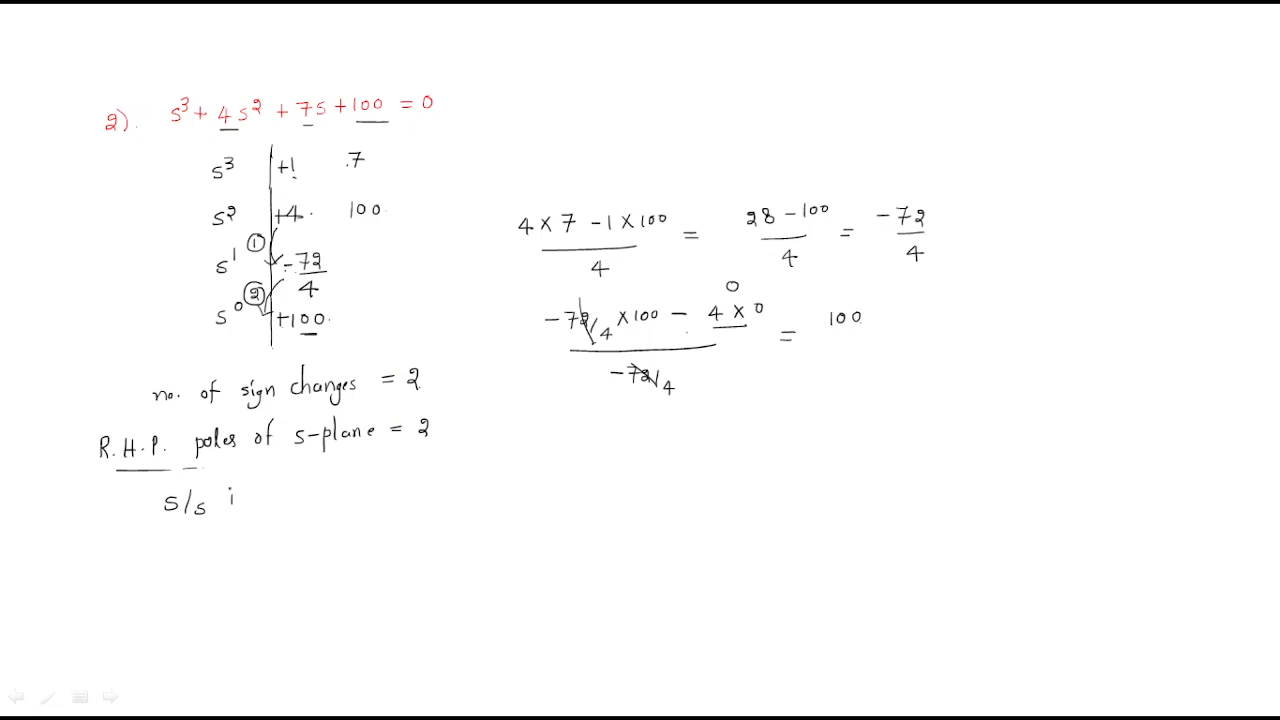 2). s³ + 4s² + 7s + 100 = 0
s³ +1 7
s² +4 100
① s¹ -72/4
② s⁰ +100
4 × 7 - 1 × 100 / 4 = 28 - 100 / 4 = -72 / 4
0
-72/4 × 100 - 4 × 0 / -72/4 = 100
no. of sign changes = 2
R.H.P. poles of s-plane = 2
s/s i